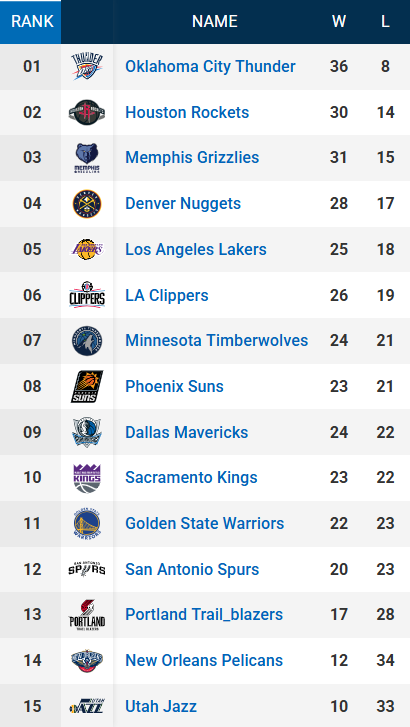 RANK NAME W L
01 Oklahoma City Thunder 36 8
02 Houston Rockets 30 14
03 Memphis Grizzlies 31 15
04 Denver Nuggets 28 17
05 Los Angeles Lakers 25 18
06 LA Clippers 26 19
07 Minnesota Timberwolves 24 21
08 Phoenix Suns 23 21
09 Dallas Mavericks 24 22
10 Sacramento Kings 23 22
11 Golden State Warriors 22 23
12 San Antonio Spurs 20 23
13 Portland Trail_blazers 17 28
14 New Orleans Pelicans 12 34
15 Utah Jazz 10 33